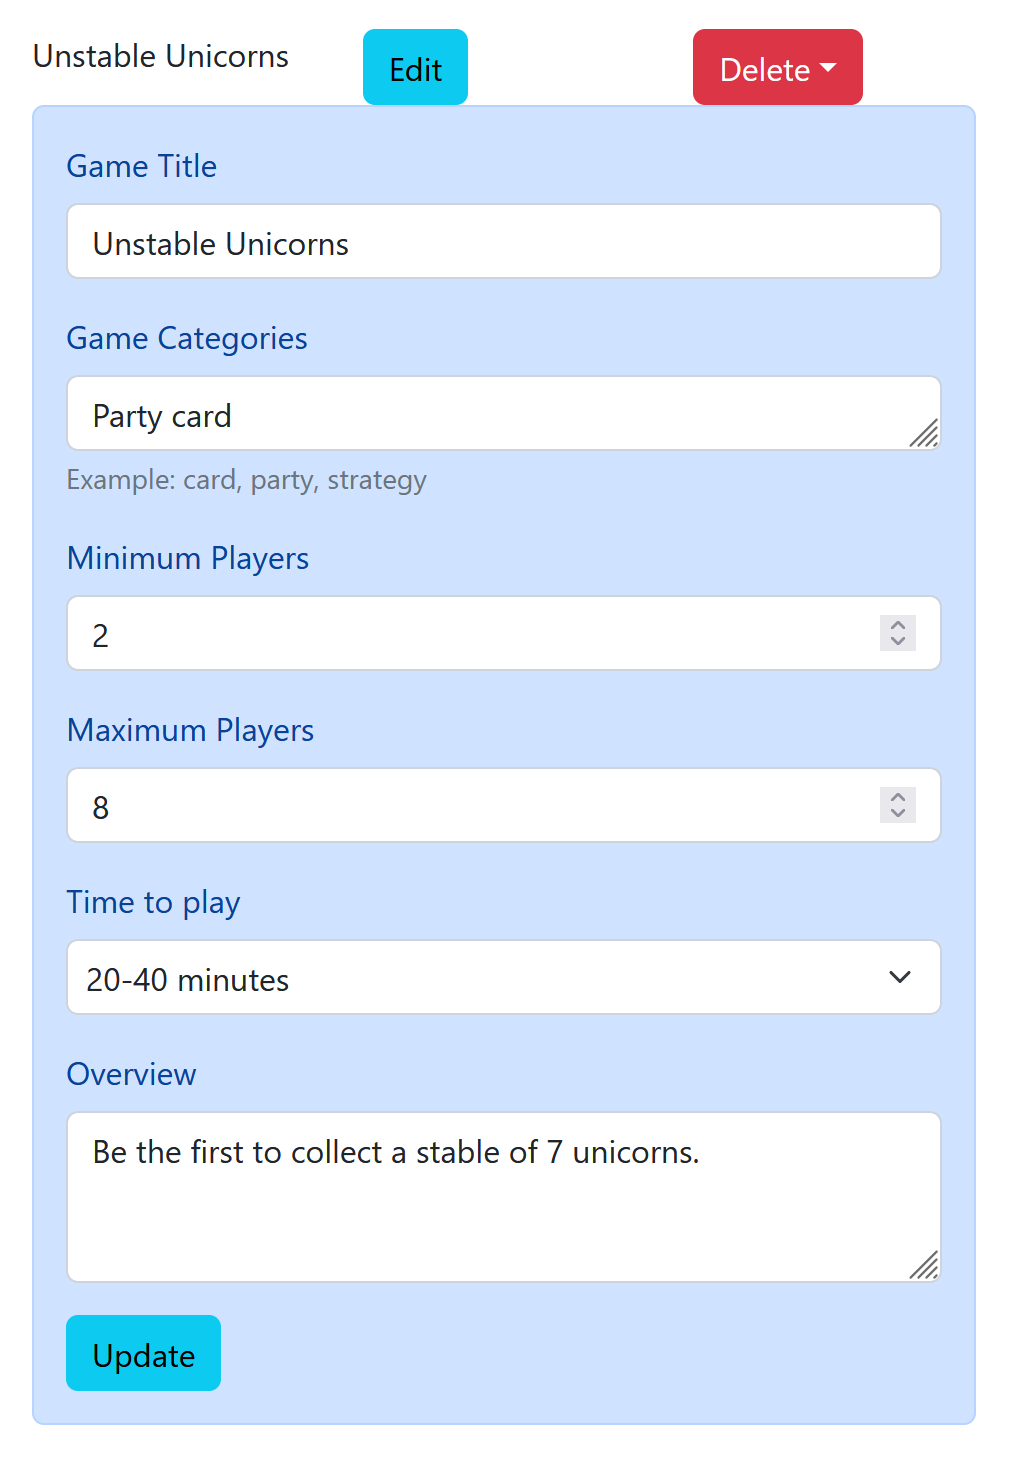 Unstable Unicorns Edit Delete
Game Title
Unstable Unicorns
Game Categories
Party card
Example: card, party, strategy
Minimum Players
2
Maximum Players
8
Time to play
20-40 minutes
Overview
Be the first to collect a stable of 7 unicorns.
Update